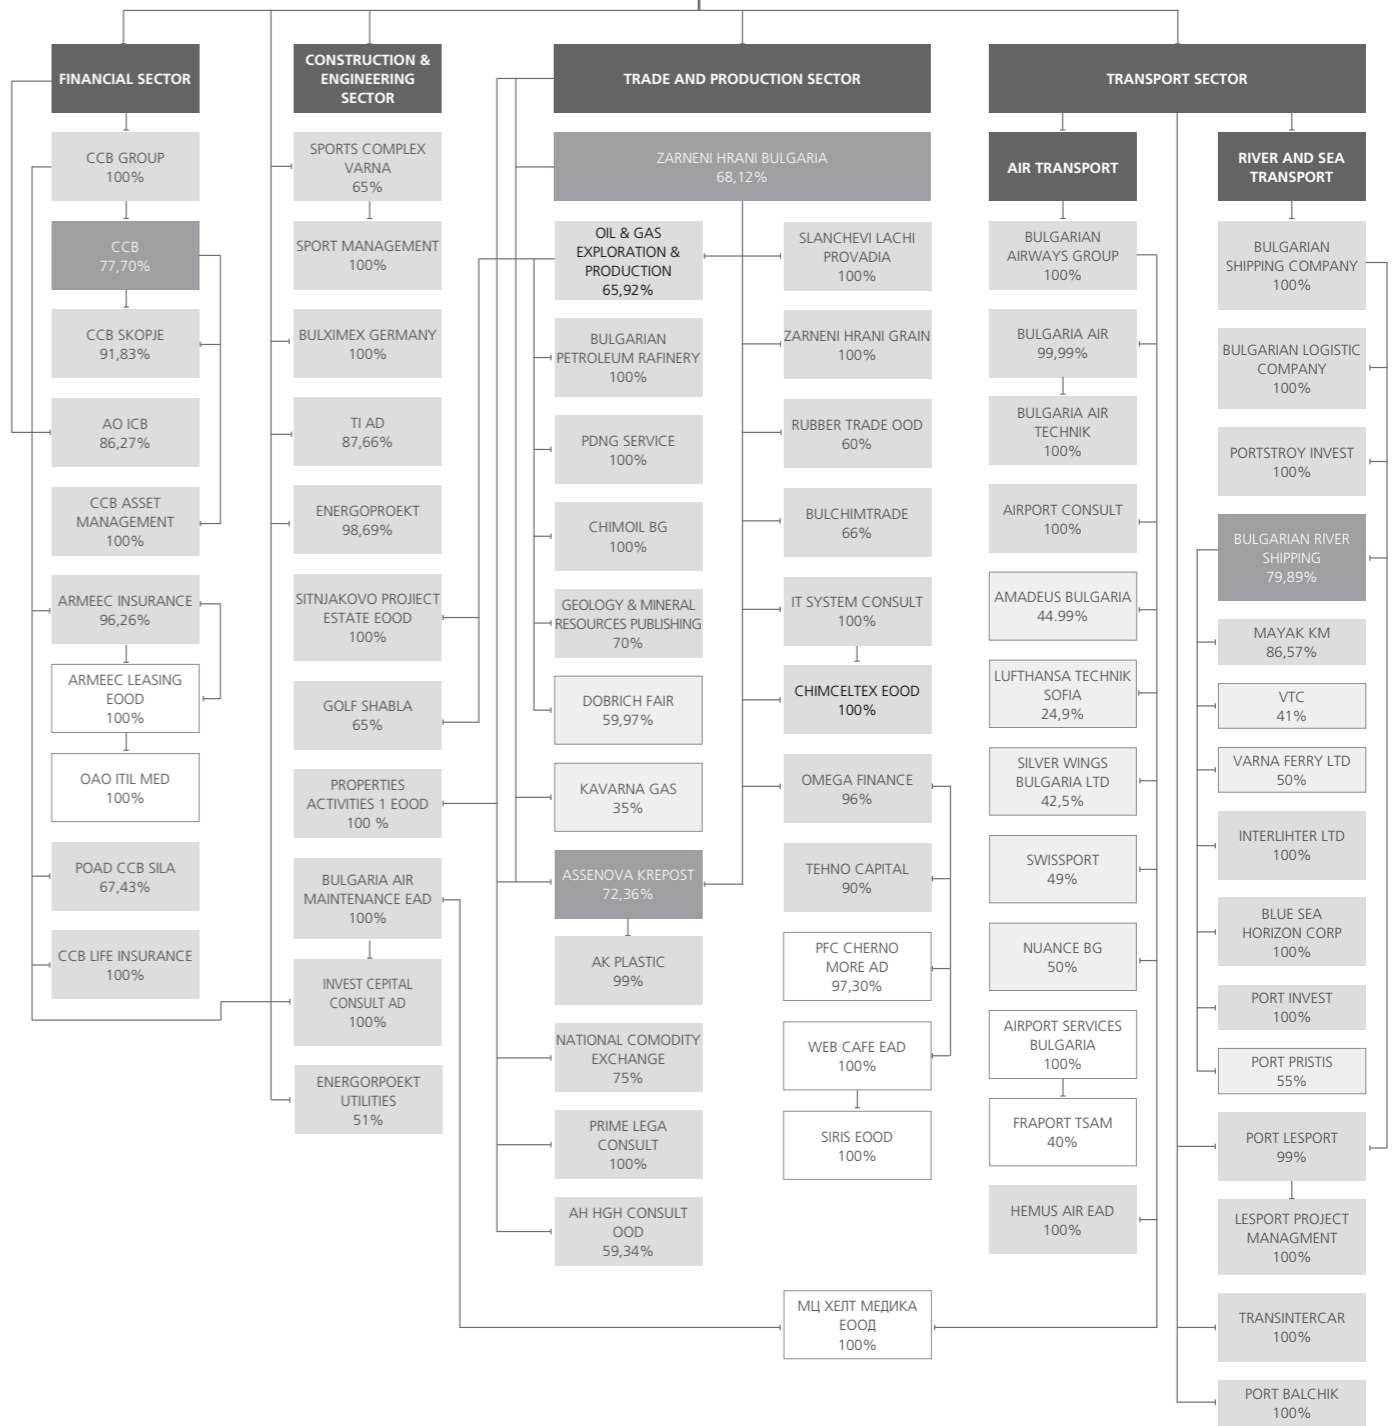 FINANCIAL SECTOR
CCB GROUP
100%
CCB
77,70%
CCB SKOPJE
91,83%
AO ICB
86,27%
CCB ASSET
MANAGEMENT
100%
ARMEEC INSURANCE
96,26%
ARMEEC LEASING
EOOD
100%
OAO ITIL MED
100%
POAD CCB SILA
67,43%
CCB LIFE INSURANCE
100%
CONSTRUCTION &
ENGINEERING
SECTOR
SPORTS COMPLEX
VARNA
65%
SPORT MANAGEMENT
100%
BULXIMEX GERMANY
100%
TI AD
87,66%
ENERGOPROEKT
98,69%
SITNJAKOVO PROJIECT
ESTATE EOOD
100%
GOLF SHABLA
65%
PROPERTIES
ACTIVITIES 1 EOOD
100 %
BULGARIA AIR
MAINTENANCE EAD
100%
INVEST CEPITAL
CONSULT AD
100%
ENERGORPOEKT
UTILITIES
51%
TRADE AND PRODUCTION SECTOR
ZARNENI HRANI BULGARIA
68,12%
OIL & GAS
EXPLORATION &
PRODUCTION
65,92%
BULGARIAN
PETROLEUM RAFINERY
100%
PDNG SERVICE
100%
CHIMOIL BG
100%
GEOLOGY & MINERAL
RESOURCES PUBLISHING
70%
DOBRICH FAIR
59,97%
KAVARNA GAS
35%
ASSENOVA KREPOST
72,36%
AK PLASTIC
99%
NATIONAL COMODITY
EXCHANGE
75%
PRIME LEGA
CONSULT
100%
AH HGH CONSULT
OOD
59,34%
SLANCHEVI LACHI
PROVADIA
100%
ZARNENI HRANI GRAIN
100%
RUBBER TRADE OOD
60%
BULCHIMTRADE
66%
IT SYSTEM CONSULT
100%
CHIMCELTEX EOOD
100%
OMEGA FINANCE
96%
TEHNO CAPITAL
90%
PFC CHERNO
MORE AD
97,30%
WEB CAFE EAD
100%
SIRIS EOOD
100%
МЦ ХЕЛТ МЕДИКА
ЕООД
100%
TRANSPORT SECTOR
AIR TRANSPORT
BULGARIAN
AIRWAYS GROUP
100%
BULGARIA AIR
99,99%
BULGARIA AIR
TECHNIK
100%
AIRPORT CONSULT
100%
AMADEUS BULGARIA
44.99%
LUFTHANSA TECHNIK
SOFIA
24,9%
SILVER WINGS
BULGARIA LTD
42,5%
SWISSPORT
49%
NUANCE BG
50%
AIRPORT SERVICES
BULGARIA
100%
FRAPORT TSAM
40%
HEMUS AIR EAD
100%
RIVER AND SEA
TRANSPORT
BULGARIAN
SHIPPING COMPANY
100%
BULGARIAN LOGISTIC
COMPANY
100%
PORTSTROY INVEST
100%
BULGARIAN RIVER
SHIPPING
79,89%
MAYAK KM
86,57%
VTC
41%
VARNA FERRY LTD
50%
INTERLIHTER LTD
100%
BLUE SEA
HORIZON CORP
100%
PORT INVEST
100%
PORT PRISTIS
55%
PORT LESPORT
99%
LESPORT PROJECT
MANAGMENT
100%
TRANSINTERCAR
100%
PORT BALCHIK
100%